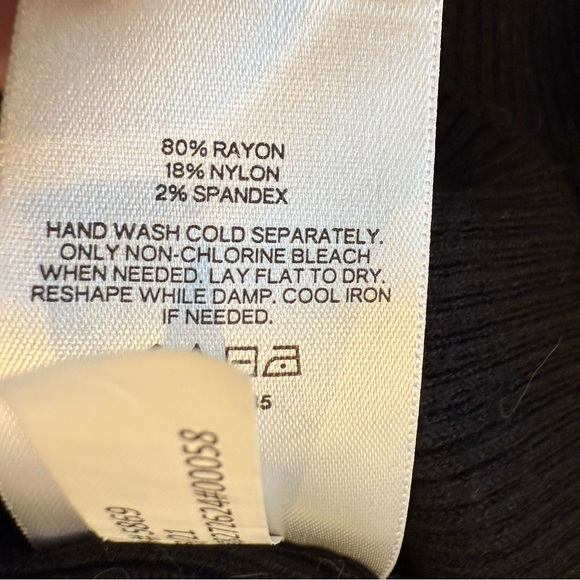 80% RAYON
18% NYLON
2% SPANDEX
HAND WASH COLD SEPARATELY.
ONLY NON-CHLORINE BLEACH
WHEN NEEDED. LAY FLAT TO DRY.
RESHAPE WHILE DAMP. COOL IRON
IF NEEDED.